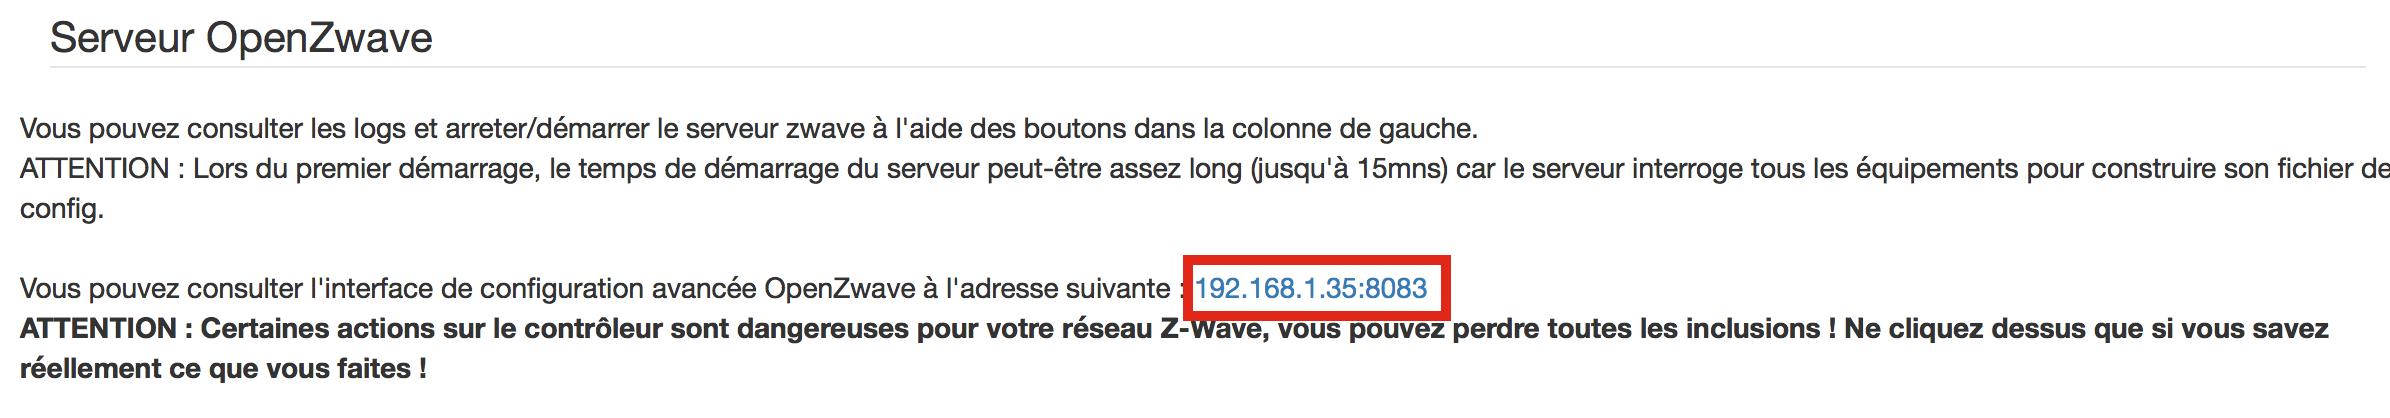 Serveur OpenZwave
Vous pouvez consulter les logs et arreter/démarrer le serveur zwave à l'aide des boutons dans la colonne de gauche.
ATTENTION : Lors du premier démarrage, le temps de démarrage du serveur peut-être assez long (jusqu'à 15mns) car le serveur interroge tous les équipements pour construire son fichier de
config.
Vous pouvez consulter l'interface de configuration avancée OpenZwave à l'adresse suivante : 192.168.1.35:8083
ATTENTION : Certaines actions sur le contrôleur sont dangereuses pour votre réseau Z-Wave, vous pouvez perdre toutes les inclusions ! Ne cliquez dessus que si vous savez
réellement ce que vous faites !